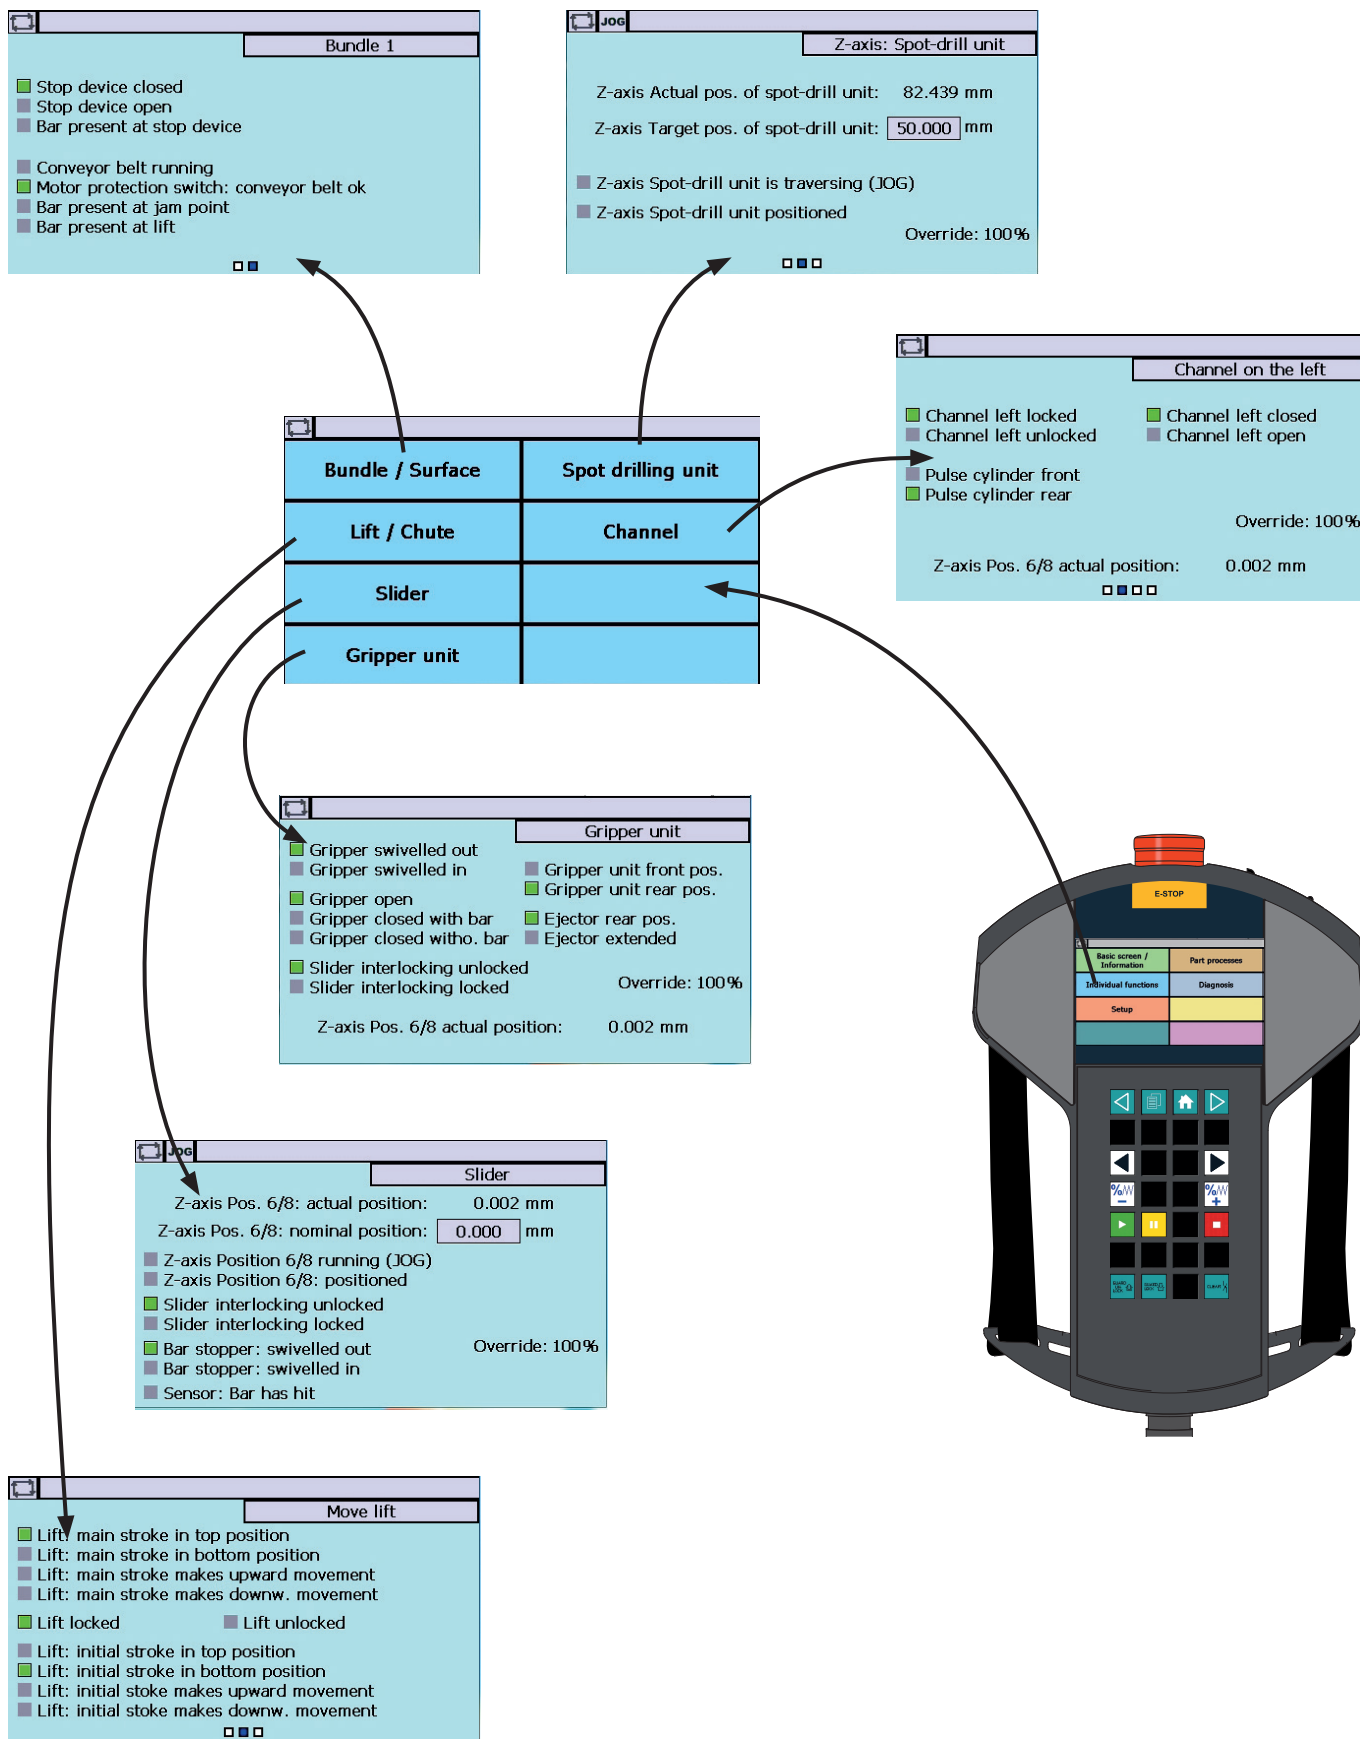 Bundle 1
Stop device closed
Stop device open
Bar present at stop device
Conveyor belt running
Motor protection switch: conveyor belt ok
Bar present at jam point
Bar present at lift
JOG
Z-axis: Spot-drill unit
Z-axis Actual pos. of spot-drill unit: 82.439 mm
Z-axis Target pos. of spot-drill unit: 50.000 mm
Z-axis Spot-drill unit is traversing (JOG)
Z-axis Spot-drill unit positioned
Override: 100%
Channel on the left
Channel left locked
Channel left closed
Channel left unlocked
Channel left open
Pulse cylinder front
Pulse cylinder rear
Override: 100%
Z-axis Pos. 6/8 actual position: 0.002 mm
Bundle / Surface
Spot drilling unit
Lift / Chute
Channel
Slider
Gripper unit
Gripper unit
Gripper swivelled out
Gripper swivelled in
Gripper unit front pos.
Gripper unit rear pos.
Gripper open
Gripper closed with bar
Ejector rear pos.
Gripper closed witho. bar
Ejector extended
Slider interlocking unlocked
Slider interlocking locked
Override: 100%
Z-axis Pos. 6/8 actual position: 0.002 mm
E-STOP
Basic screen /
Information
Part processes
Individual functions
Diagnosis
Setup
%/
−
%/
+
JOG
Slider
Z-axis Pos. 6/8: actual position: 0.002 mm
Z-axis Pos. 6/8: nominal position: 0.000 mm
Z-axis Position 6/8 running (JOG)
Z-axis Position 6/8: positioned
Slider interlocking unlocked
Slider interlocking locked
Bar stopper: swivelled out
Override: 100%
Bar stopper: swivelled in
Sensor: Bar has hit
Move lift
Lift: main stroke in top position
Lift: main stroke in bottom position
Lift: main stroke makes upward movement
Lift: main stroke makes downw. movement
Lift locked
Lift unlocked
Lift: initial stroke in top position
Lift: initial stroke in bottom position
Lift: initial stoke makes upward movement
Lift: initial stoke makes downw. movement